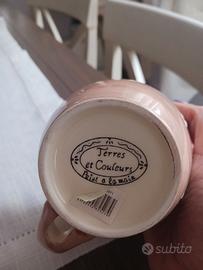 Terres
et Couleurs
Peint a la main
subito